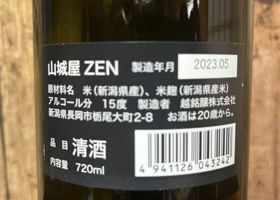 山城屋 ZEN 製造年月 2023.05
原材料名 米(新潟県産)、米麹(新潟県産米)
アルコール分 15度 製造者 越銘醸株式会社
新潟県長岡市栃尾大町2-8 お酒は20歳から。
品目 清酒
内容量 720ml
4 941126 043242